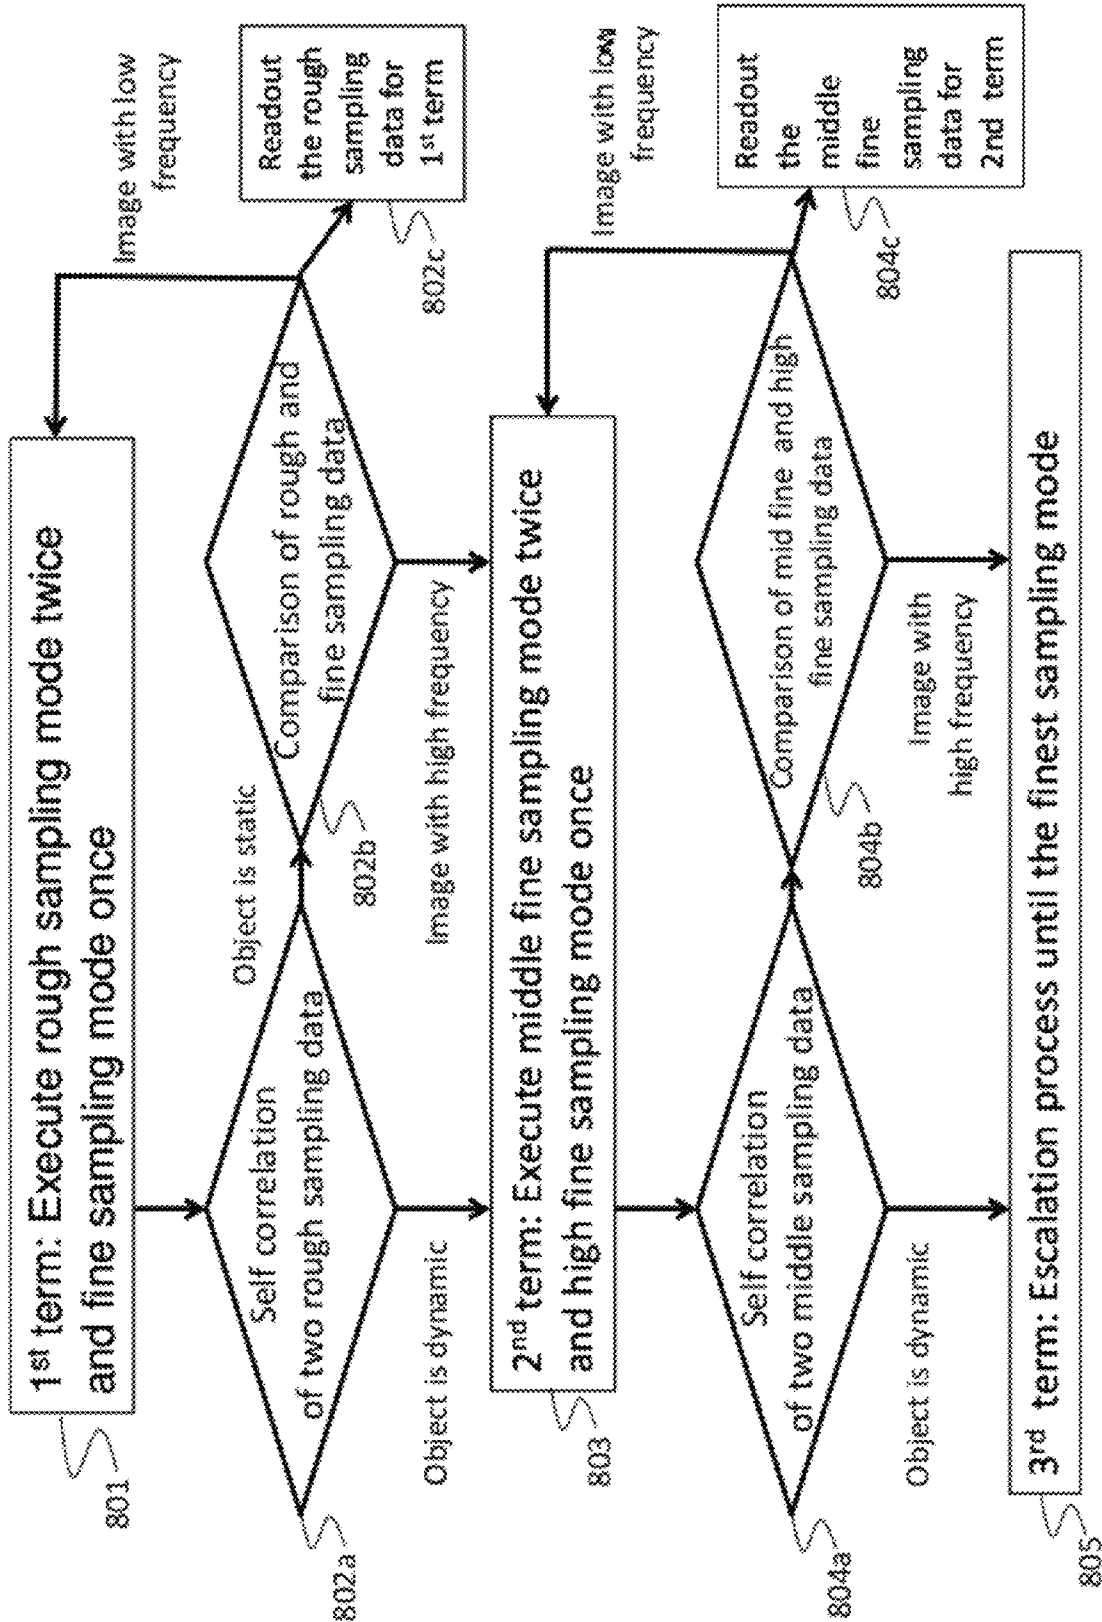 1st term: Execute rough sampling mode twice
and fine sampling mode once
801
Self correlation
of two rough sampling data
802a
Object is static
Comparison of rough and
fine sampling data
802b
Image with low
frequency
Readout
the rough
sampling
data for
1st term
802c
Object is dynamic
Image with high frequency
2nd term: Execute middle fine sampling mode twice
and high fine sampling mode once
803
Self correlation
of two middle sampling data
804a
Comparison of mid fine and high
fine sampling data
804b
Image with low
frequency
Readout
the
middle
fine
sampling
data for
2nd term
804c
Object is dynamic
Image with
high frequency
3rd term: Escalation process until the finest sampling mode
805